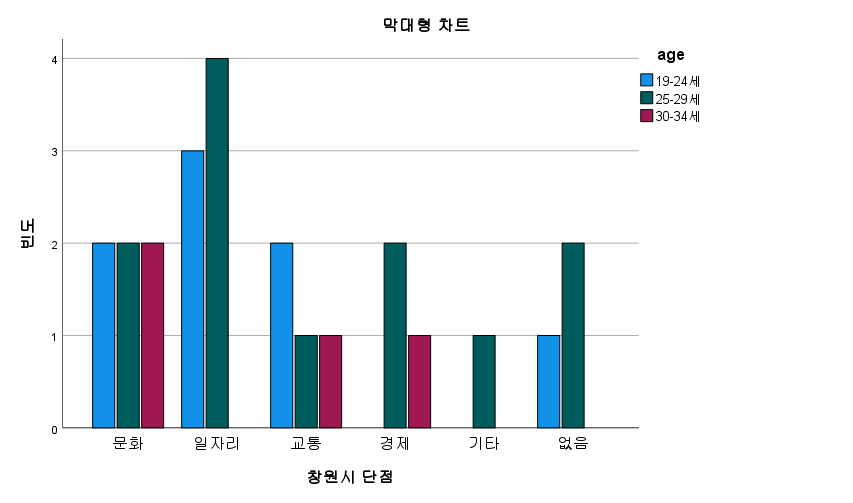 막대형 차트
age
19-24세
25-29세
30-34세
빈도
4
3
2
1
0
문화 일자리 교통 경제 기타 없음
창원시 단점